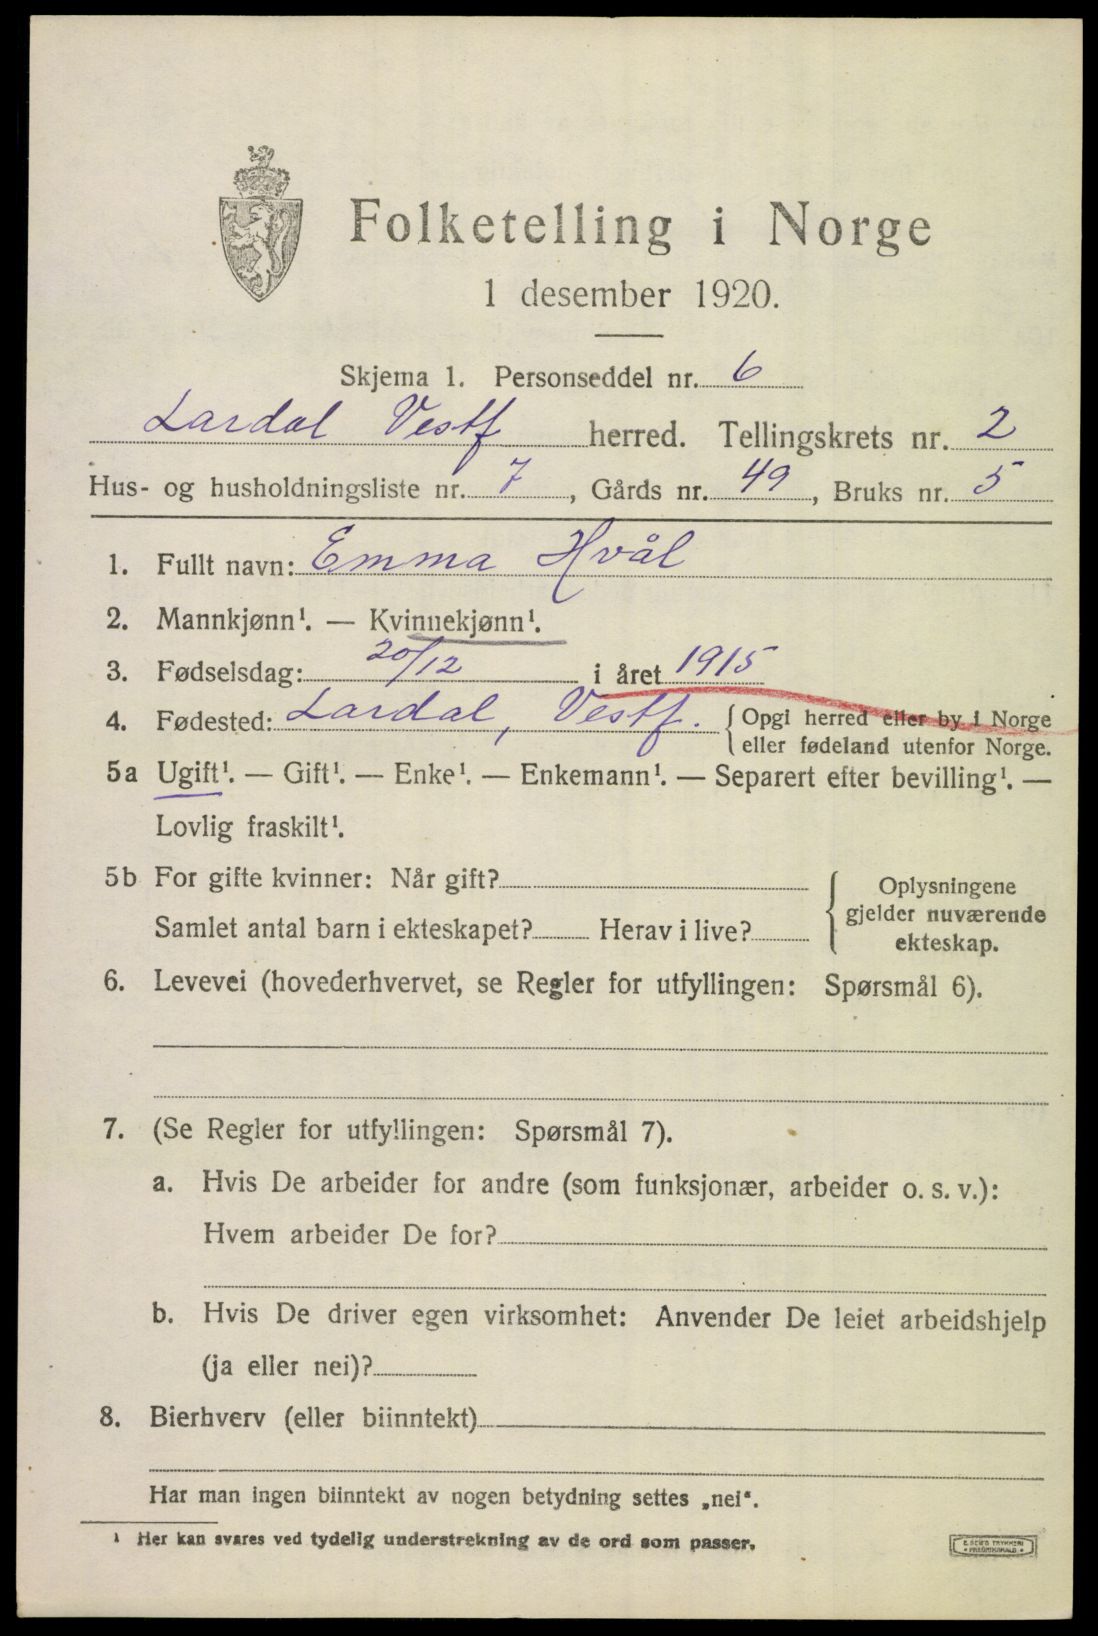 Folketelling i Norge
1 desember 1920.
Skjema 1. Personseddel nr. 6
Lardal Vestf herred. Tellingskrets nr. 2
Hus- og husholdningsliste nr. 7, Gårds nr. 49, Bruks nr. 5
1. Fullt navn: Emma Hvål
2. Mannkjønn¹. — Kvinnekjønn¹.
3. Fødselsdag: 20/12 i året 1915
4. Fødested: Lardal, Vestf. { Opgi herred eller by i Norge
eller fødeland utenfor Norge.
5a Ugift¹. — Gift¹. — Enke¹. — Enkemann¹. — Separert efter bevilling¹. —
Lovlig fraskilt¹.
5b For gifte kvinner: Når gift?
Samlet antal barn i ekteskapet? Herav i live?
{ Oplysningene
gjelder nuværende
ekteskap.
6. Levevei (hovederhvervet, se Regler for utfyllingen: Spørsmål 6).
7. (Se Regler for utfyllingen: Spørsmål 7).
a. Hvis De arbeider for andre (som funksjonær, arbeider o. s. v.):
Hvem arbeider De for?
b. Hvis De driver egen virksomhet: Anvender De leiet arbeidshjelp
(ja eller nei)?
8. Bierhverv (eller biinntekt)
Har man ingen biinntekt av nogen betydning settes „nei“.
¹ Her kan svares ved tydelig understrekning av de ord som passer.
E. SEM'S TRYKKERI
FREDRIKSHALD